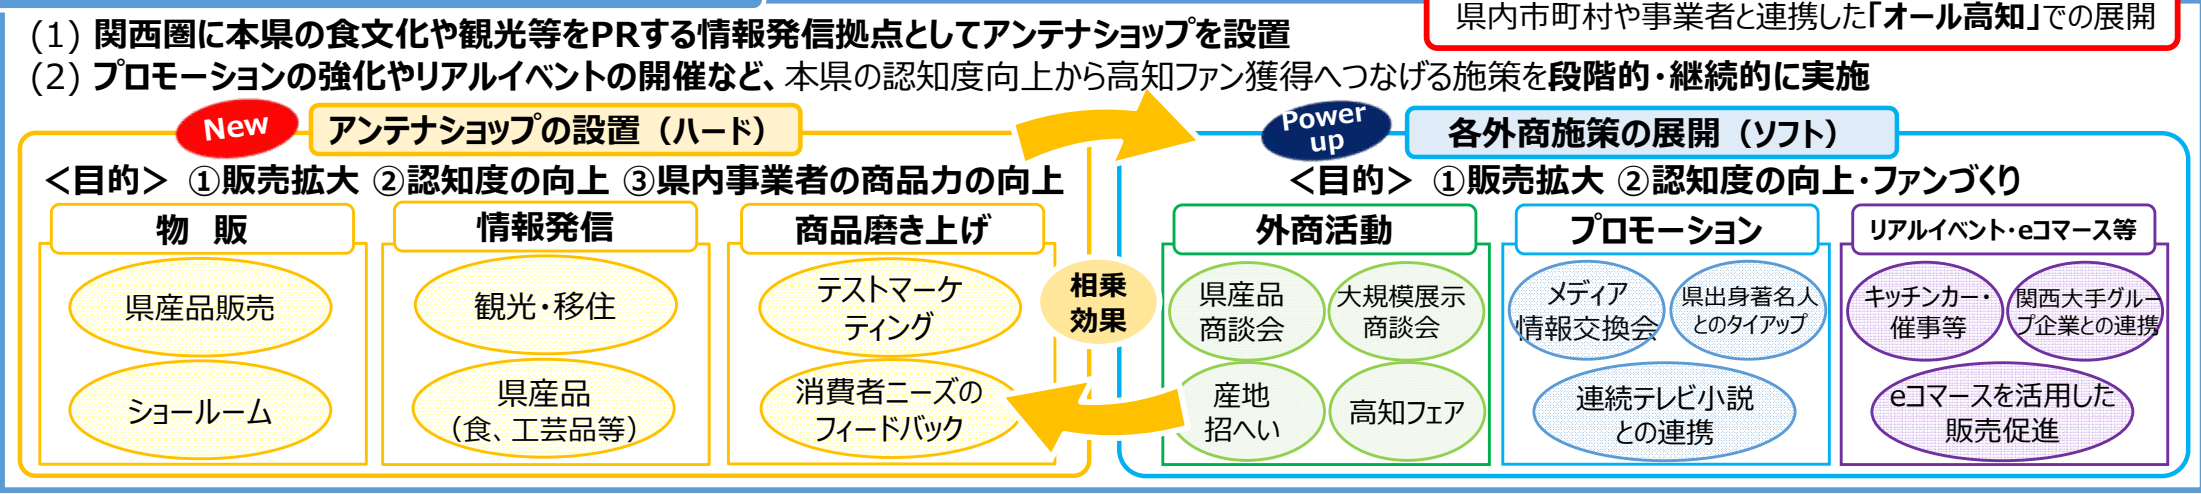 県内市町村や事業者と連携した「オール高知」での展開
(1) 関西圏に本県の食文化や観光等をPRする情報発信拠点としてアンテナショップを設置
(2) プロモーションの強化やリアルイベントの開催など、本県の認知度向上から高知ファン獲得へつなげる施策を段階的・継続的に実施
New
アンテナショップの設置（ハード）
＜目的＞ ①販売拡大 ②認知度の向上 ③県内事業者の商品力の向上
物 販
県産品販売
ショールーム
情報発信
観光・移住
県産品
（食、工芸品等）
商品磨き上げ
テストマーケ
ティング
消費者ニーズの
フィードバック
相乗
効果
Power
up
各外商施策の展開（ソフト）
＜目的＞ ①販売拡大 ②認知度の向上・ファンづくり
外商活動
県産品
商談会
大規模展示
商談会
産地
招へい
高知フェア
プロモーション
メディア
情報交換会
県出身著名人
とのタイアップ
連続テレビ小説
との連携
リアルイベント・eコマース等
キッチンカー・
催事等
関西大手グルー
プ企業との連携
eコマースを活用した
販売促進